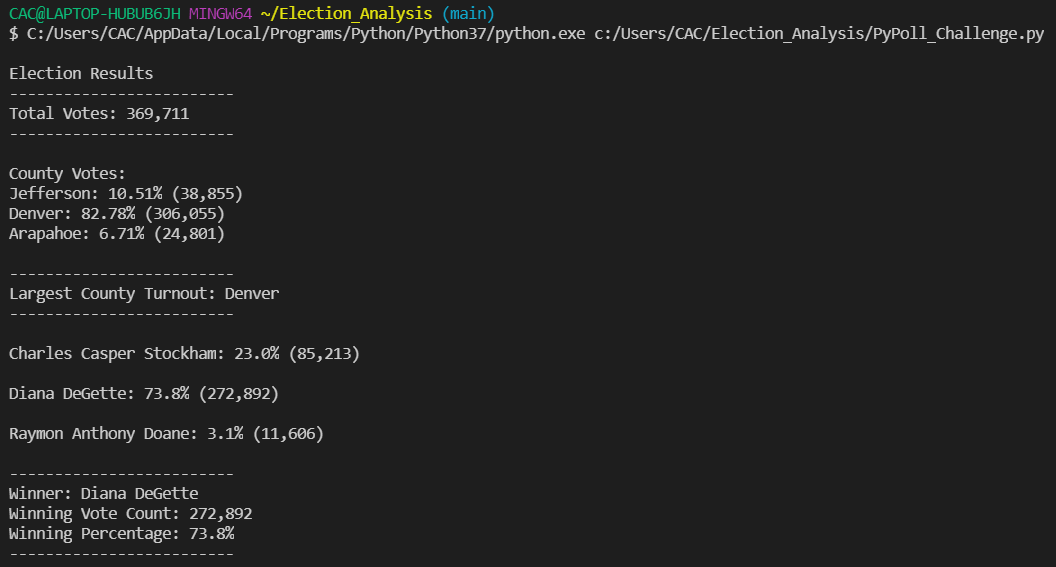 CAC@LAPTOP-HUBUB6JH MINGW64 ~/Election_Analysis (main)
$ C:/Users/CAC/AppData/Local/Programs/Python/Python37/python.exe c:/Users/CAC/Election_Analysis/PyPoll_Challenge.py
Election Results
-------------------------
Total Votes: 369,711
-------------------------
County Votes:
Jefferson: 10.51% (38,855)
Denver: 82.78% (306,055)
Arapahoe: 6.71% (24,801)
-------------------------
Largest County Turnout: Denver
-------------------------
Charles Casper Stockham: 23.0% (85,213)
Diana DeGette: 73.8% (272,892)
Raymon Anthony Doane: 3.1% (11,606)
-------------------------
Winner: Diana DeGette
Winning Vote Count: 272,892
Winning Percentage: 73.8%
-------------------------